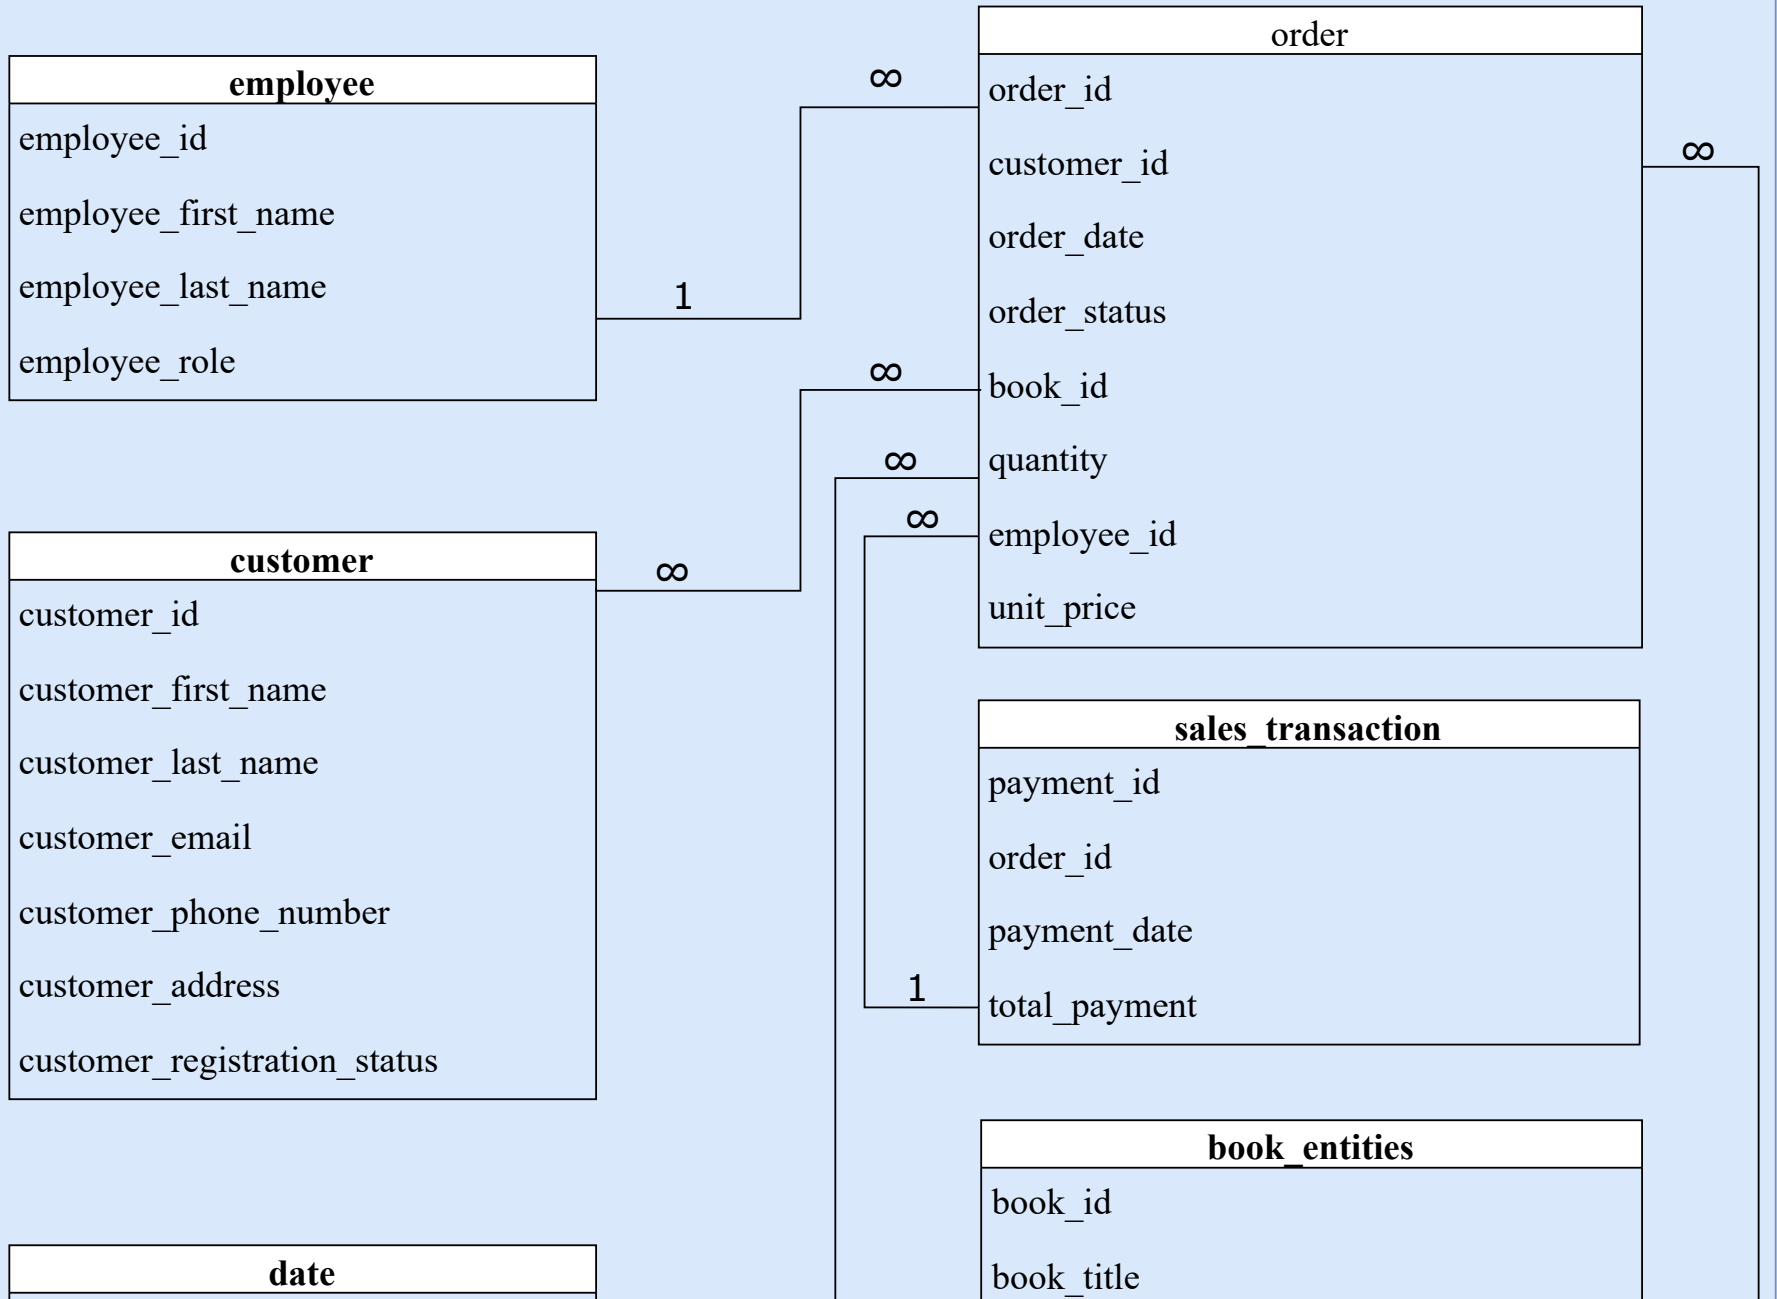 employee
employee_id
employee_first_name
employee_last_name
employee_role
1
∞
order
order_id
customer_id
order_date
order_status
book_id
quantity
employee_id
unit_price
∞
∞
∞
∞
∞
customer
customer_id
customer_first_name
customer_last_name
customer_email
customer_phone_number
customer_address
customer_registration_status
sales_transaction
payment_id
order_id
payment_date
total_payment
1
book_entities
book_id
book_title
date